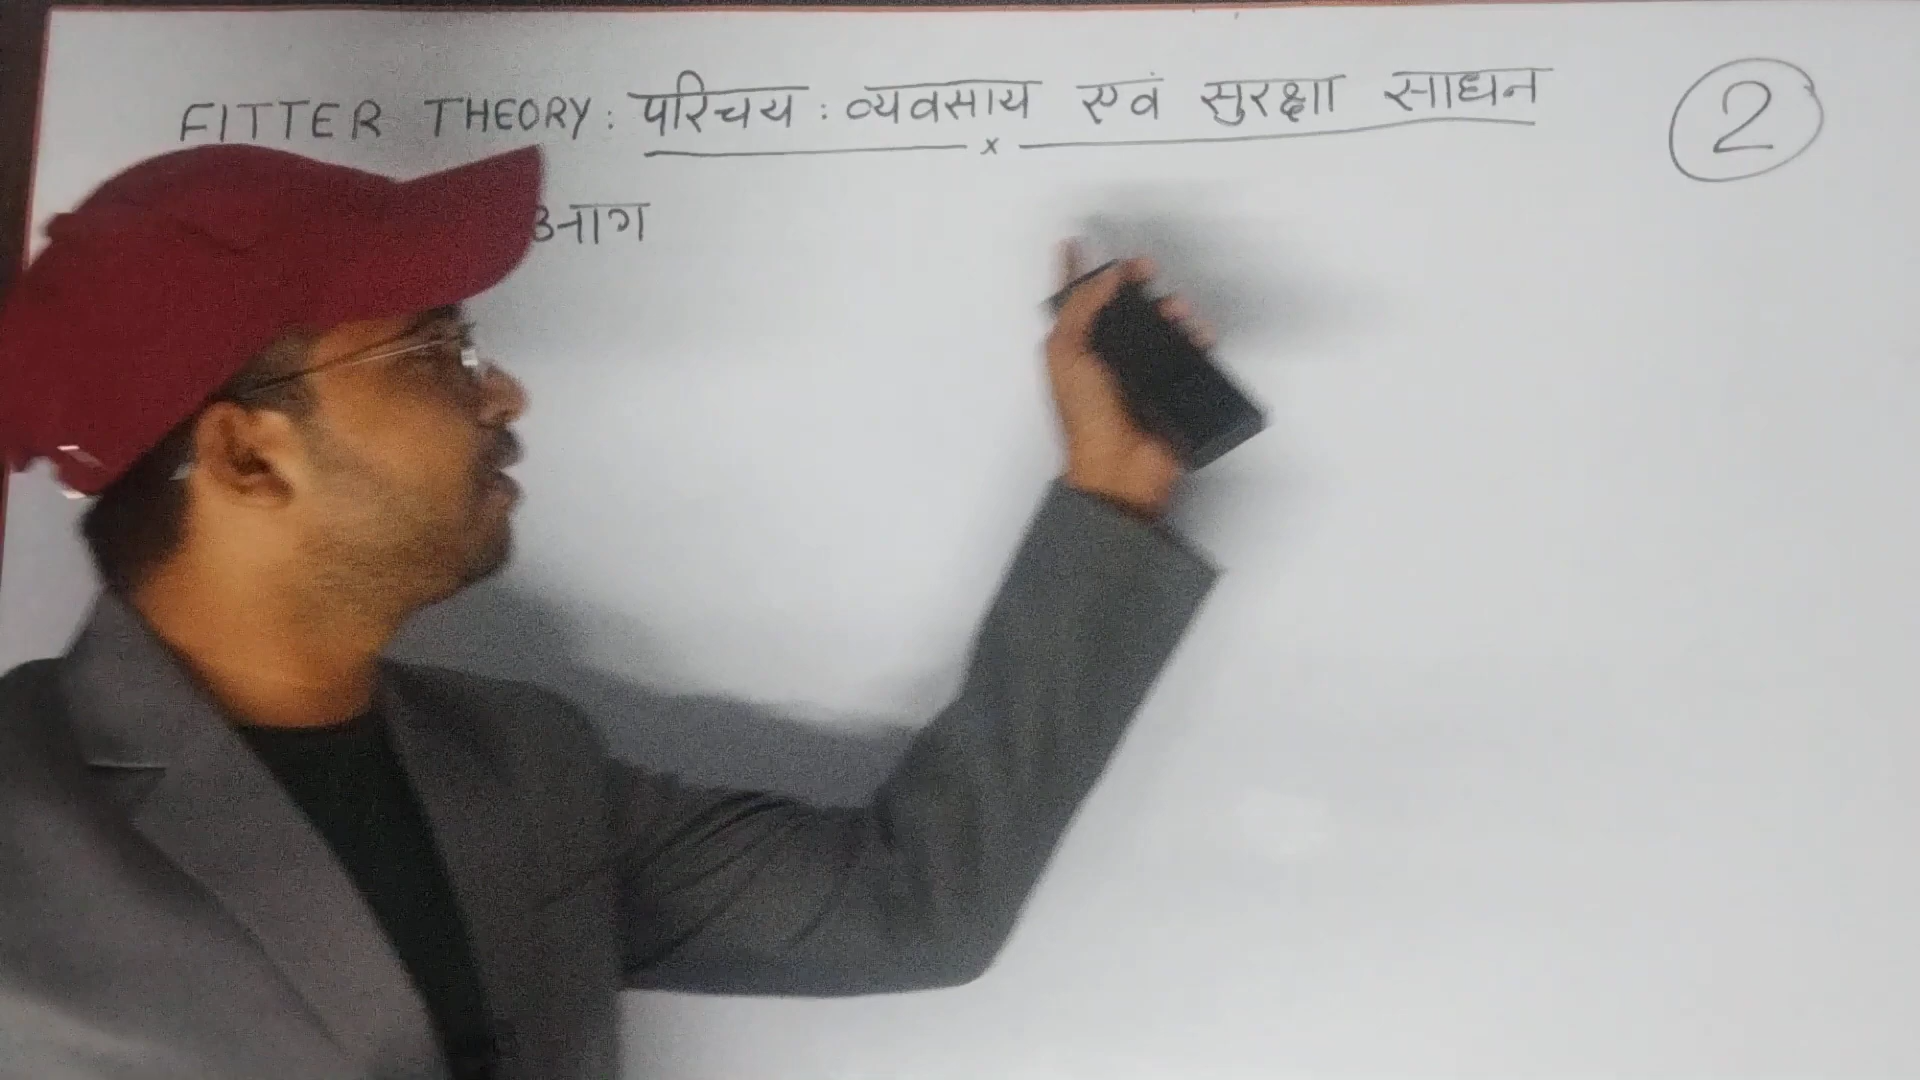 FITTER THEORY: परिचय : व्यवसाय एवं सुरक्षा साधन
2
x
आग